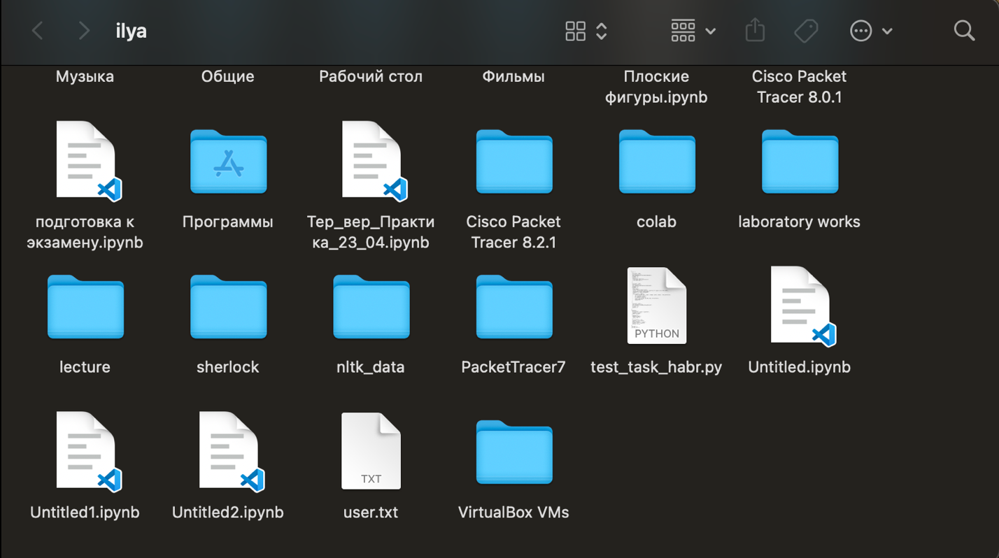 ilya
Музыка
Общие
Рабочий стол
Фильмы
Плоские
фигуры.ipynb
Cisco Packet
Tracer 8.0.1
подготовка к
экзамену.ipynb
Программы
Тер_вер_Практи
ка_23_04.ipynb
Cisco Packet
Tracer 8.2.1
colab
laboratory works
lecture
sherlock
nltk_data
PacketTracer7
PYTHON
test_task_habr.py
Untitled.ipynb
Untitled1.ipynb
Untitled2.ipynb
TXT
user.txt
VirtualBox VMs